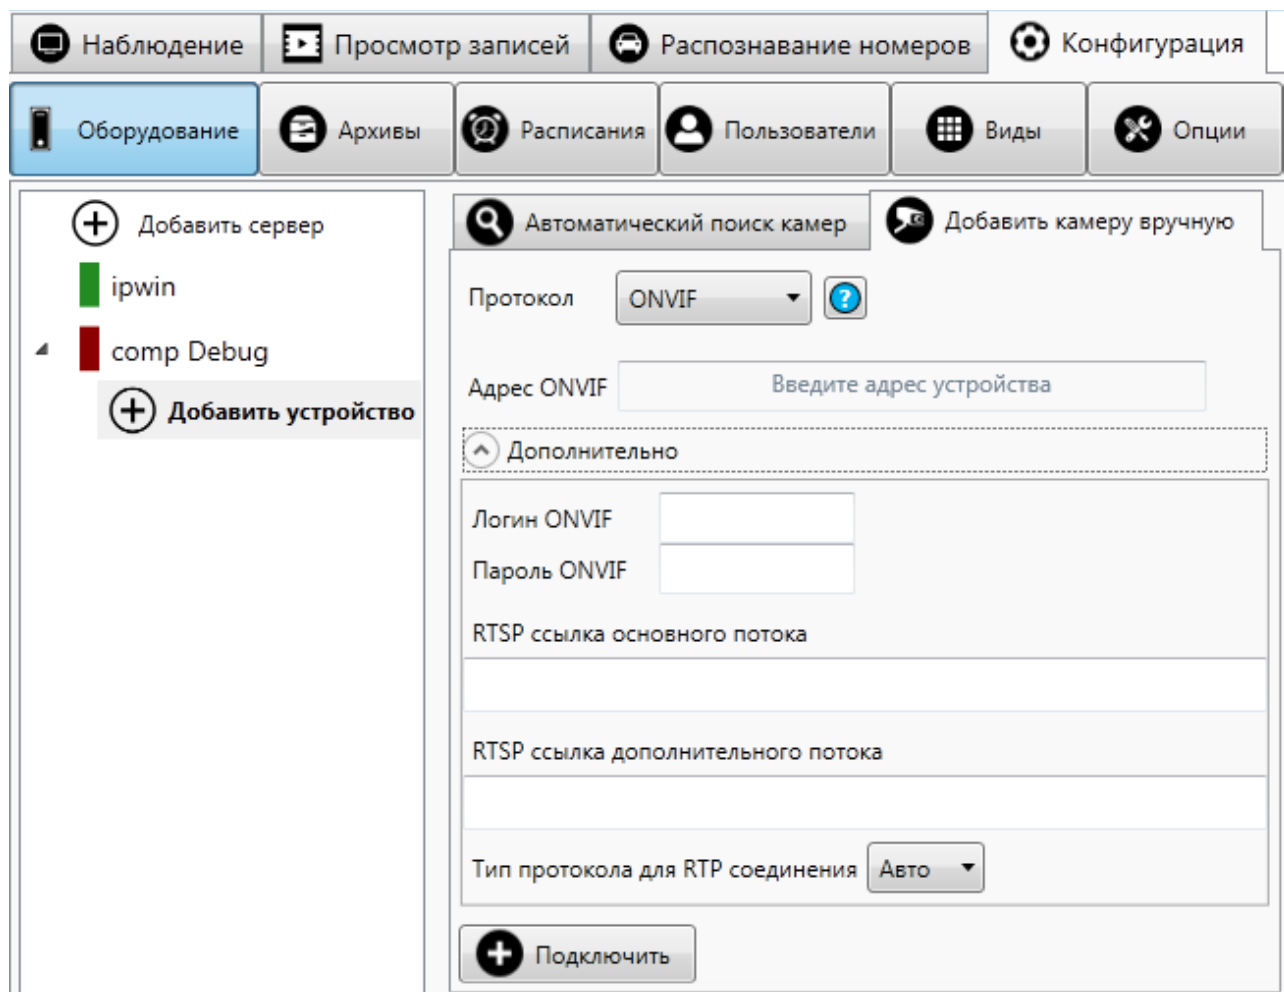 Наблюдение Просмотр записей Распознавание номеров Конфигурация
Оборудование Архивы Расписания Пользователи Виды Опции
Добавить сервер
ipwin
comp Debug
Добавить устройство
Автоматический поиск камер Добавить камеру вручную
Протокол ONVIF ?
Адрес ONVIF Введите адрес устройства
Дополнительно
Логин ONVIF
Пароль ONVIF
RTSP ссылка основного потока
RTSP ссылка дополнительного потока
Тип протокола для RTP соединения Авто
Подключить